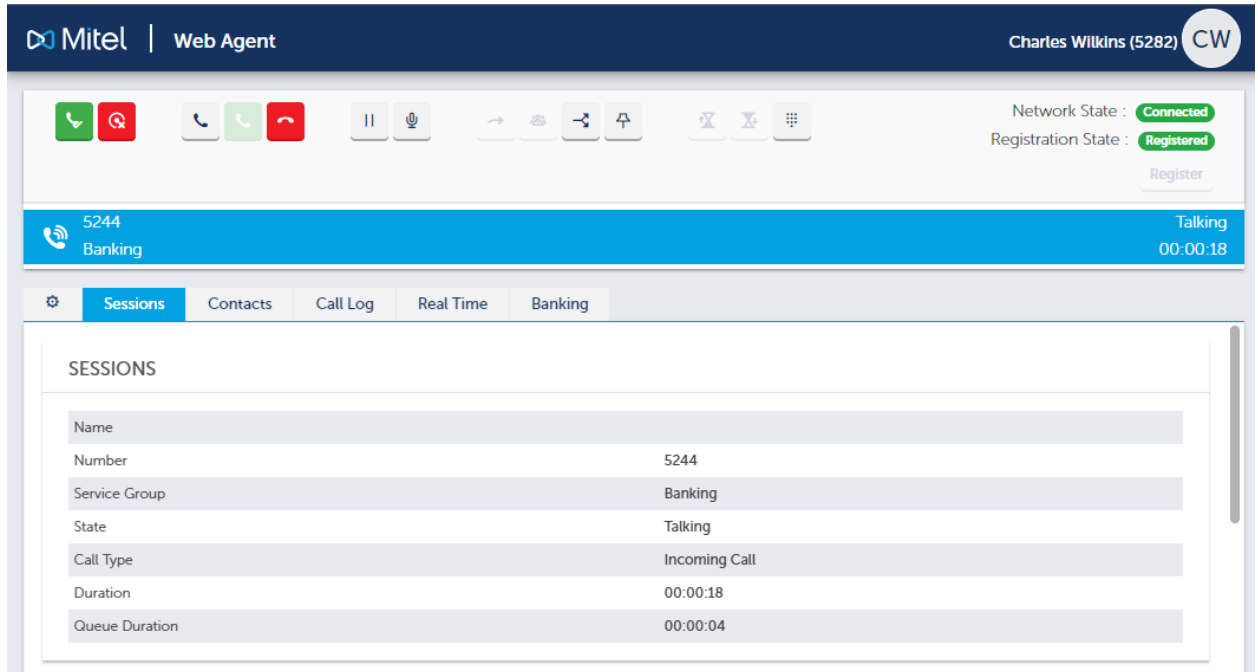 Mitel | Web Agent
Charles Wilkins (5282) CW
Network State : Connected
Registration State : Registered
Register
5244
Talking
Banking
00:00:18
Sessions Contacts Call Log Real Time Banking
SESSIONS
Name
Number 5244
Service Group Banking
State Talking
Call Type Incoming Call
Duration 00:00:18
Queue Duration 00:00:04